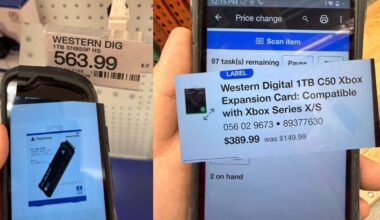 WESTERN DIG
1TB SN850P HS
563.99
12:15 PM
Price change
Scan item
97 task(s) remaining
Pause
LABEL
Western Digital 1TB C50 Xbox
Expansion Card: Compatible
with Xbox Series X/S
056 02 9673 • 89377630
$389.99 was $149.99
2 on hand